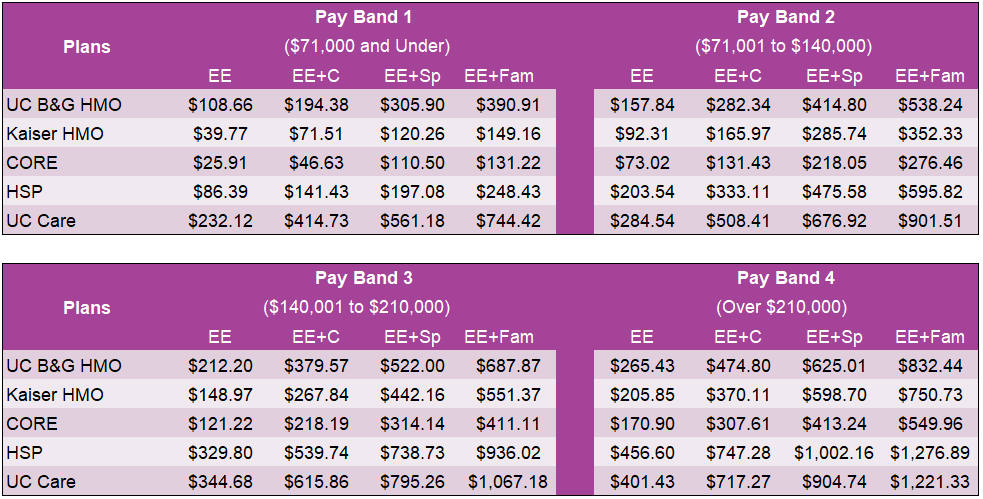 Pay Band 1 Pay Band 2
Plans ($71,000 and Under) ($71,001 to $140,000)
EE EE+C EE+Sp EE+Fam EE EE+C EE+Sp EE+Fam
UC B&G HMO $108.66 $194.38 $305.90 $390.91 $157.84 $282.34 $414.80 $538.24
Kaiser HMO $39.77 $71.51 $120.26 $149.16 $92.31 $165.97 $285.74 $352.33
CORE $25.91 $46.63 $110.50 $131.22 $73.02 $131.43 $218.05 $276.46
HSP $86.39 $141.43 $197.08 $248.43 $203.54 $333.11 $475.58 $595.82
UC Care $232.12 $414.73 $561.18 $744.42 $284.54 $508.41 $676.92 $901.51
Pay Band 3 Pay Band 4
Plans ($140,001 to $210,000) (Over $210,000)
EE EE+C EE+Sp EE+Fam EE EE+C EE+Sp EE+Fam
UC B&G HMO $212.20 $379.57 $522.00 $687.87 $265.43 $474.80 $625.01 $832.44
Kaiser HMO $148.97 $267.84 $442.16 $551.37 $205.85 $370.11 $598.70 $750.73
CORE $121.22 $218.19 $314.14 $411.11 $170.90 $307.61 $413.24 $549.96
HSP $329.80 $539.74 $738.73 $936.02 $456.60 $747.28 $1,002.16 $1,276.89
UC Care $344.68 $615.86 $795.26 $1,067.18 $401.43 $717.27 $904.74 $1,221.33